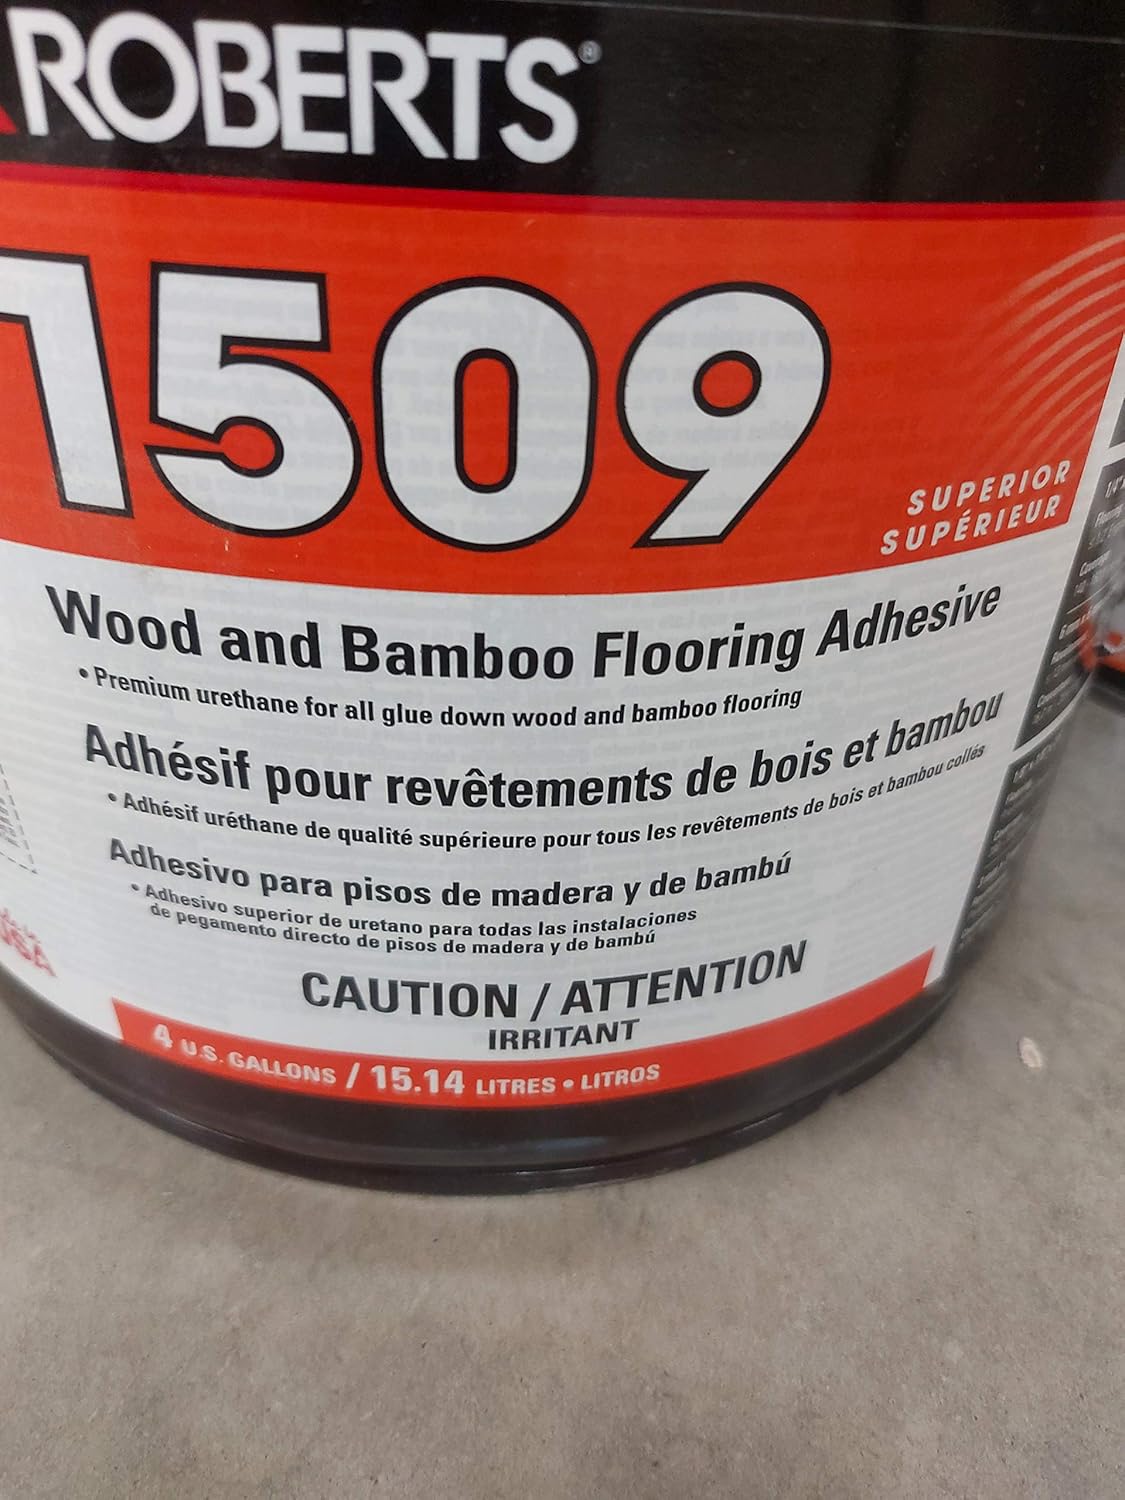 ROBERTS®
1509
SUPERIOR
SUPÉRIEUR
Wood and Bamboo Flooring Adhesive
• Premium urethane for all glue down wood and bamboo flooring
Adhésif pour revêtements de bois et bambou
• Adhésif uréthane de qualité supérieure pour tous les revêtements de bois et bambou collés
Adhesivo para pisos de madera y de bambú
• Adhesivo superior de uretano para todas las instalaciones
de pegamento directo de pisos de madera y de bambú
USA
CAUTION / ATTENTION
IRRITANT
4 U.S. GALLONS / 15.14 LITRES • LITROS